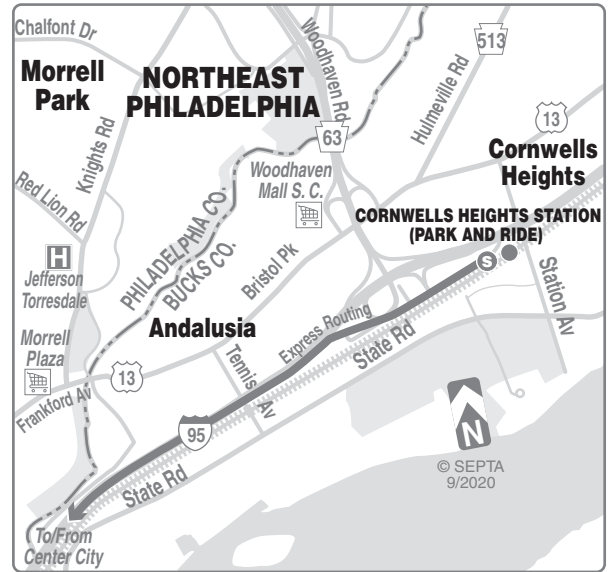 Chalfont Dr
Morrell
Park
NORTHEAST
PHILADELPHIA
Woodhaven Rd
63
513
Hulmeville Rd
13
Cornwells
Heights
Knights Rd
Red Lion Rd
Woodhaven
Mall S. C.
CORNWELLS HEIGHTS STATION
(PARK AND RIDE)
S
H
Jefferson
Torresdale
PHILADELPHIA CO.
BUCKS CO.
Bristol Pk
Andalusia
Express Routing
State Rd
Station Av
Morrell
Plaza
13
Frankford Av
Tennis Av
95
State Rd
N
© SEPTA
9/2020
To/From
Center City